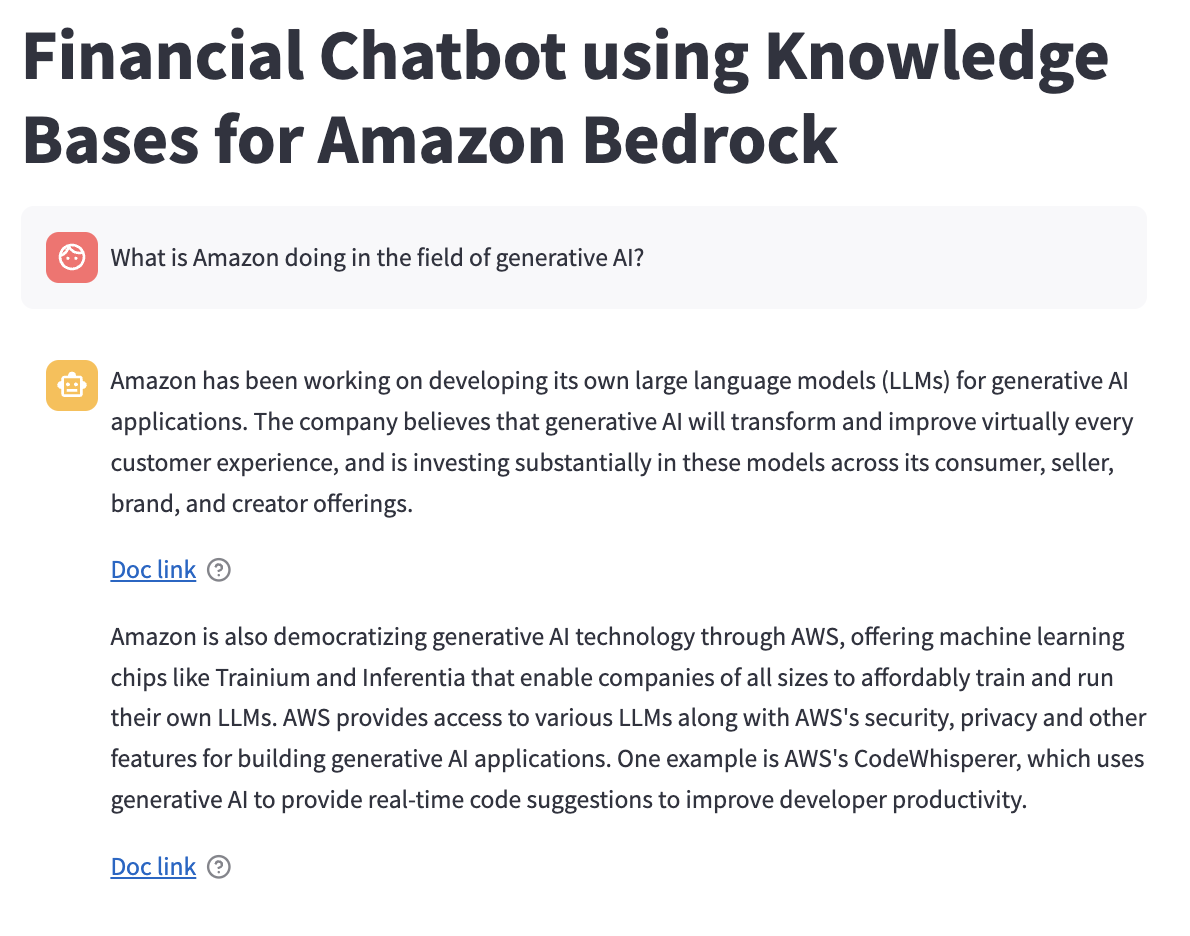 Financial Chatbot using Knowledge
Bases for Amazon Bedrock
What is Amazon doing in the field of generative AI?
Amazon has been working on developing its own large language models (LLMs) for generative AI
applications. The company believes that generative AI will transform and improve virtually every
customer experience, and is investing substantially in these models across its consumer, seller,
brand, and creator offerings.
Doc link
Amazon is also democratizing generative AI technology through AWS, offering machine learning
chips like Trainium and Inferentia that enable companies of all sizes to affordably train and run
their own LLMs. AWS provides access to various LLMs along with AWS's security, privacy and other
features for building generative AI applications. One example is AWS's CodeWhisperer, which uses
generative AI to provide real-time code suggestions to improve developer productivity.
Doc link